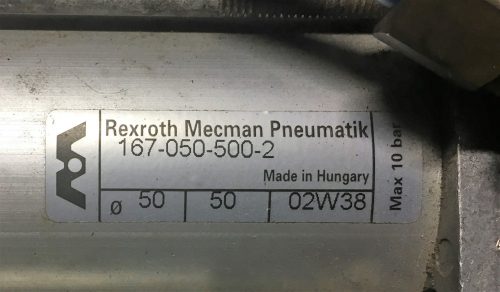 Rexroth Mecman Pneumatik
167-050-500-2
Made in Hungary
ø 50 50 02W38
Max 10 bar